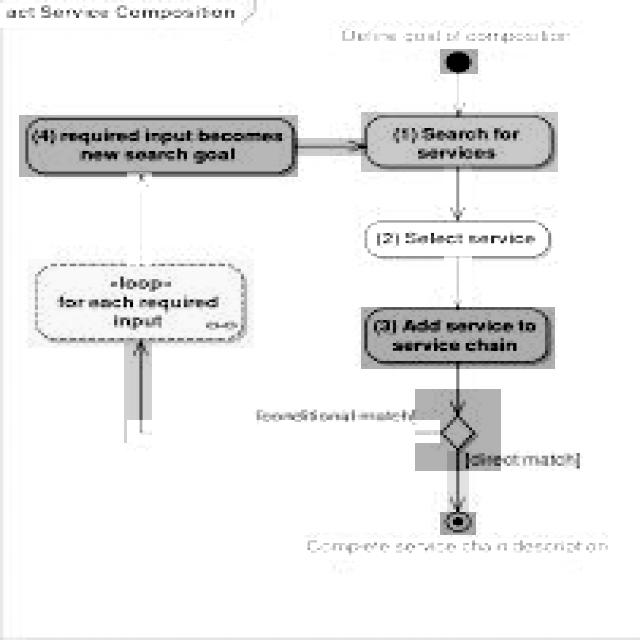 act Service Composition
Define goal of composition
(4) required input becomes
new search goal
(1) Search for
services
(2) Select service
«loop»
for each required
input
(3) Add service to
service chain
[conditional match]
[direct match]
Complete service chain description